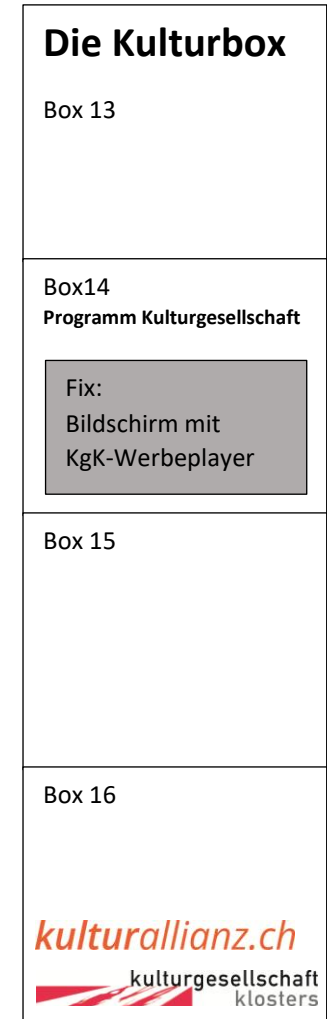 Die Kulturbox
Box 13
Box14
Programm Kulturgesellschaft
Fix:
Bildschirm mit
KgK-Werbeplayer
Box 15
Box 16
kulturallianz.ch
kulturgesellschaft
klosters